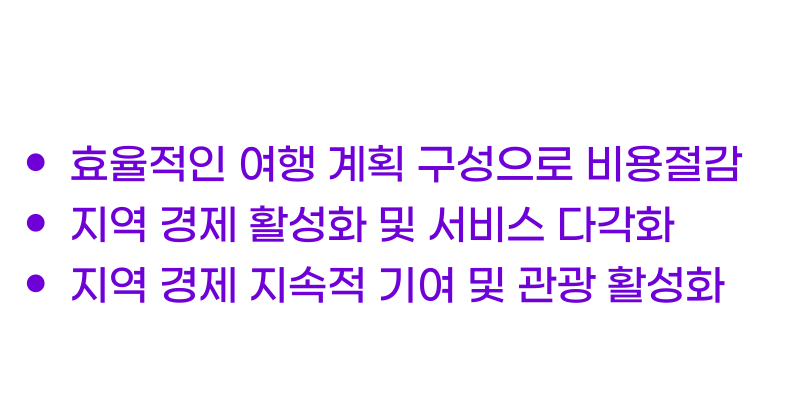 • 효율적인 여행 계획 구성으로 비용절감
• 지역 경제 활성화 및 서비스 다각화
• 지역 경제 지속적 기여 및 관광 활성화